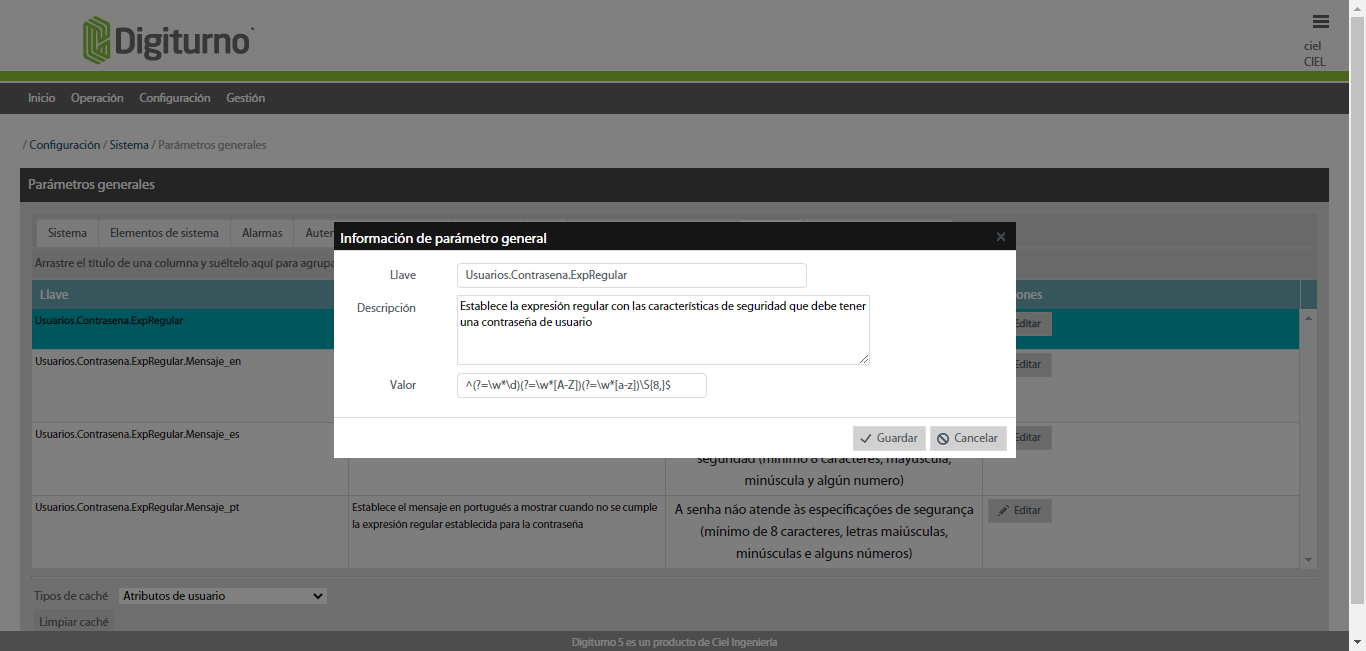 Digiturno
ciel
CIEL
Inicio Operación Configuración Gestión
/ Configuración / Sistema / Parámetros generales
Parámetros generales
Sistema Elementos de sistema Alarmas
Información de parámetro general
Arrastre el título de una columna y suéltelo aquí para agrupa
Llave
Llave Usuarios.Contrasena.ExpRegular
Descripción Establece la expresión regular con las características de seguridad que debe tener
una contraseña de usuario
Valor ^(?=\w*\d)(?=\w*[A-Z])(?=\w*[a-z])\S{8,}$
Guardar Cancelar
Usuarios.Contrasena.ExpRegular Editar
Usuarios.Contrasena.ExpRegular.Mensaje_en Editar
Usuarios.Contrasena.ExpRegular.Mensaje_es Editar
seguridad (mínimo 8 caracteres, mayúscula,
minúscula y algún numero)
Usuarios.Contrasena.ExpRegular.Mensaje_pt
Establece el mensaje en portugués a mostrar cuando no se cumple
la expresión regular establecida para la contraseña
A senha não atende às especificações de segurança
(mínimo de 8 caracteres, letras maiúsculas,
minúsculas e alguns números)
Editar
Tipos de caché Atributos de usuario
Limpiar caché
Digiturno 5 es un producto de Ciel Ingeniería